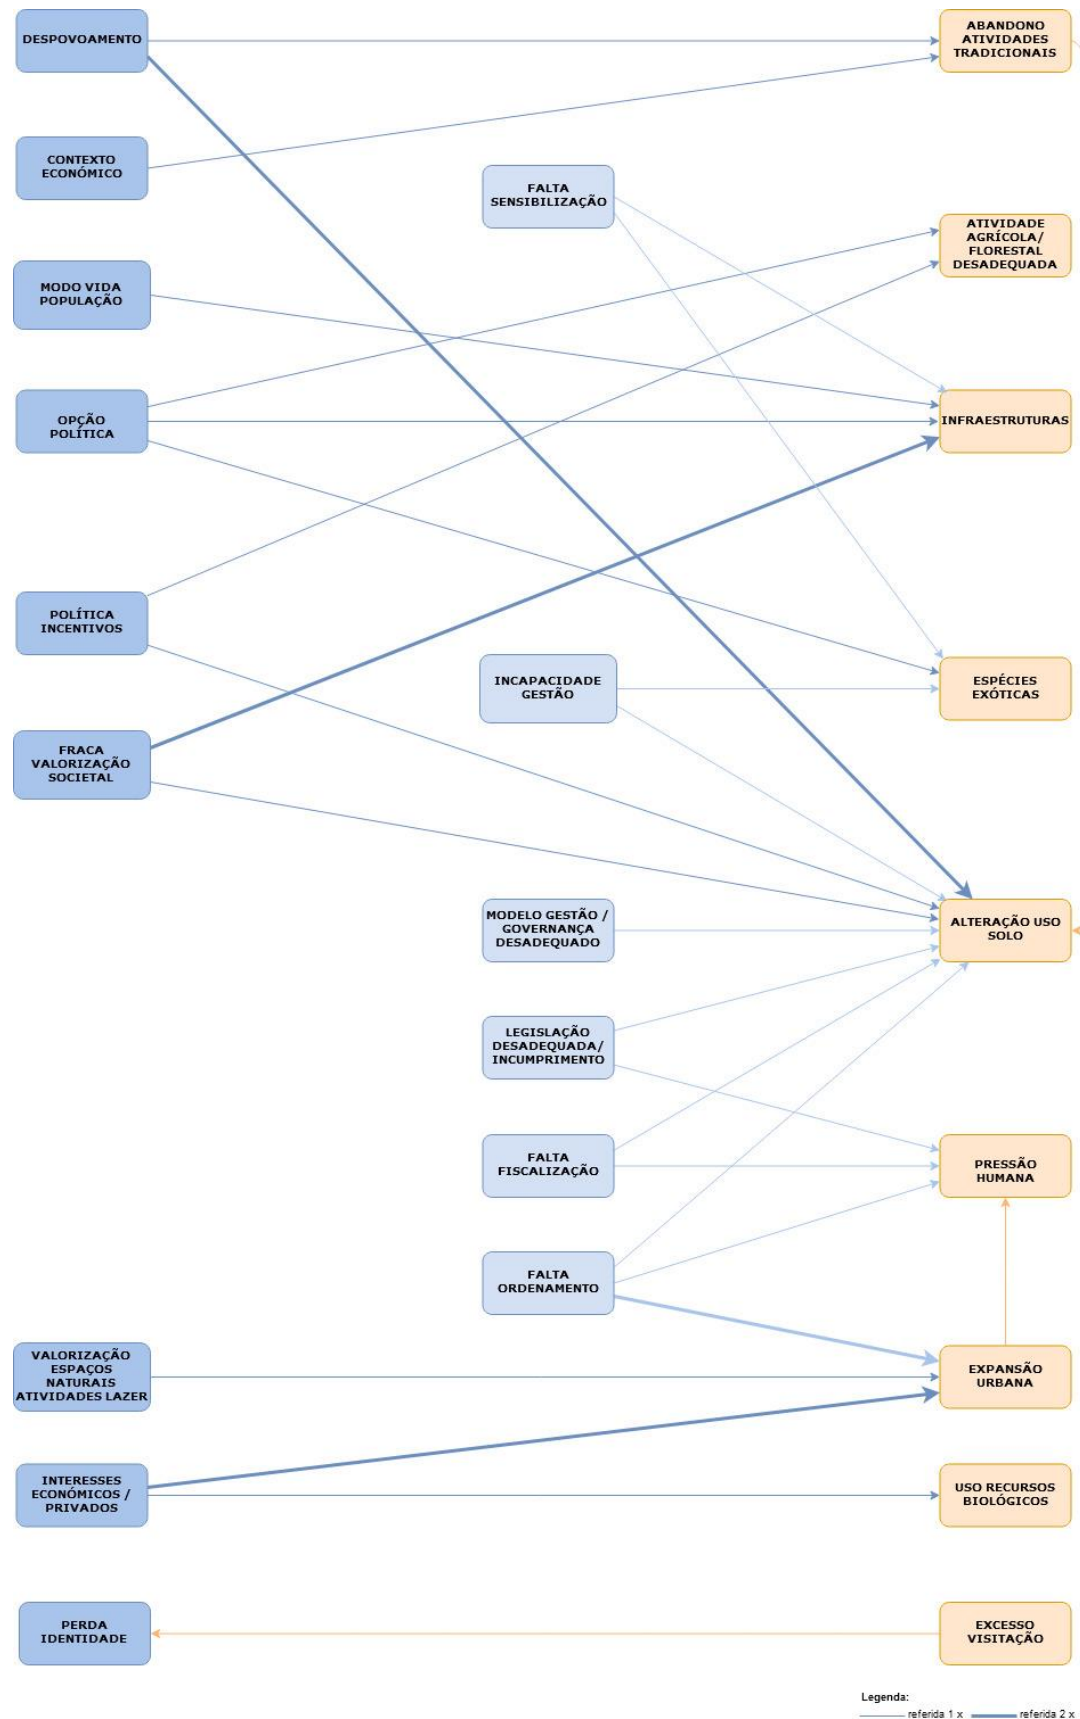 DESPOVOAMENTO
ABANDONO
ATIVIDADES
TRADICIONAIS
CONTEXTO
ECONÓMICO
FALTA
SENSIBILIZAÇÃO
ATIVIDADE
AGRÍCOLA/
FLORESTAL
DESADEQUADA
MODO VIDA
POPULAÇÃO
OPÇÃO
POLÍTICA
INFRAESTRUTURAS
POLÍTICA
INCENTIVOS
INCAPACIDADE
GESTÃO
ESPÉCIES
EXÓTICAS
FRACA
VALORIZAÇÃO
SOCIETAL
MODELO GESTÃO /
GOVERNANÇA
DESADEQUADO
ALTERAÇÃO USO
SOLO
LEGISLAÇÃO
DESADEQUADA/
INCUMPRIMENTO
FALTA
FISCALIZAÇÃO
PRESSÃO
HUMANA
FALTA
ORDENAMENTO
VALORIZAÇÃO
ESPAÇOS
NATURAIS
ATIVIDADES LAZER
EXPANSÃO
URBANA
INTERESSES
ECONÓMICOS /
PRIVADOS
USO RECURSOS
BIOLÓGICOS
PERDA
IDENTIDADE
EXCESSO
VISITAÇÃO
Legenda:
referida 1 x referida 2 x